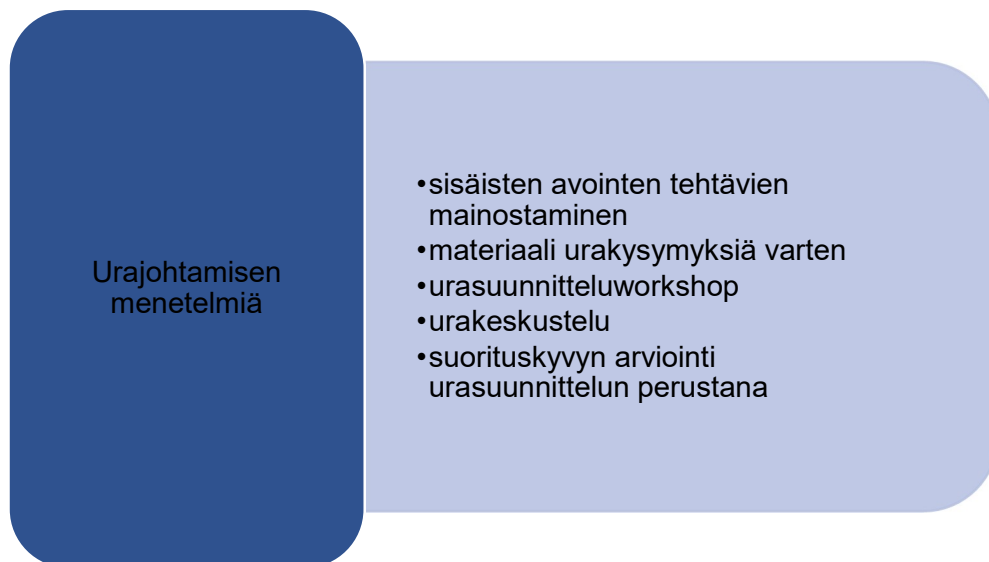 Urajohtamisen
menetelmiä
•sisäisten avointen tehtävien
mainostaminen
•materiaali urakysymyksiä varten
•urasuunnitteluworkshop
•urakeskustelu
•suorituskyvyn arviointi
urasuunnittelun perustana